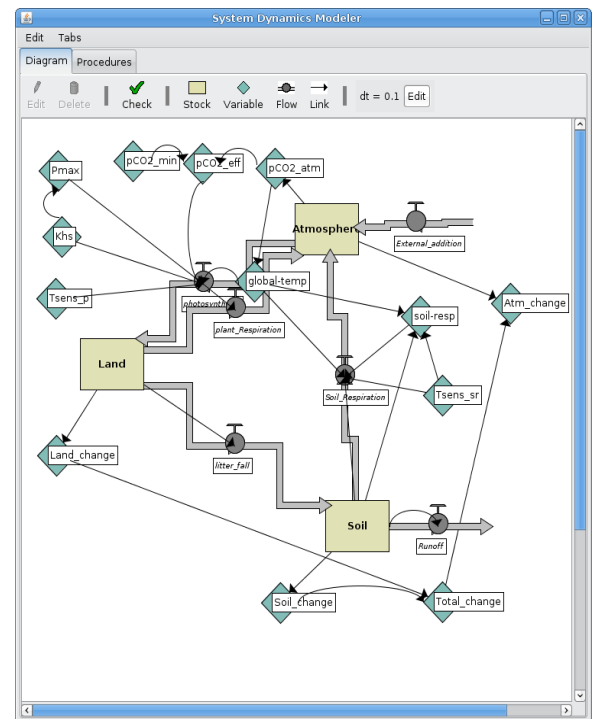 System Dynamics Modeler
Edit Tabs
Diagram Procedures
Edit Delete Check Stock Variable Flow Link dt = 0.1 Edit
pCO2_min pCO2_eff pCO2_atm
Pmax
Khs
Atmosphere
External_addition
Tsens_p
global-temp
plant_Respiration
soil-resp
Atm_change
Land
Soil_Respiration
Tsens_sr
Land_change
litter_fall
Soil
Runoff
Soil_change
Total_change